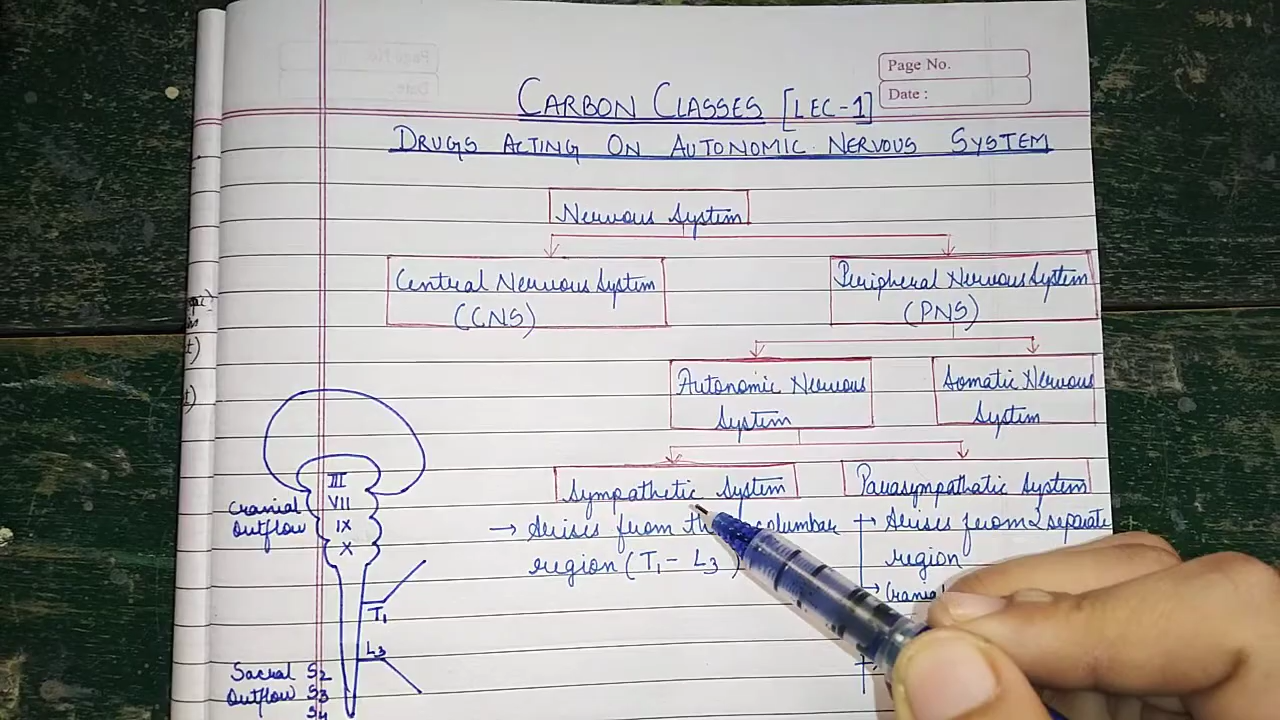 Page No.
Date :
CARBON CLASSES [LEC-1]
DRUGS ACTING ON AUTONOMIC NERVOUS SYSTEM
Nervous System
Central Nervous System
(CNS)
Peripheral Nervous System
(PNS)
Autonomic Nervous
System
Somatic Nervous
System
Sympathetic System
Parasympathatic System
→ Arises from columbar
region (T1 - L3)
→ Arises from 2 separate
region
→ Cranial
Cranial
Outflow
III
VII
IX
X
T1
L3
Sacral S2
Outflow S3
S4